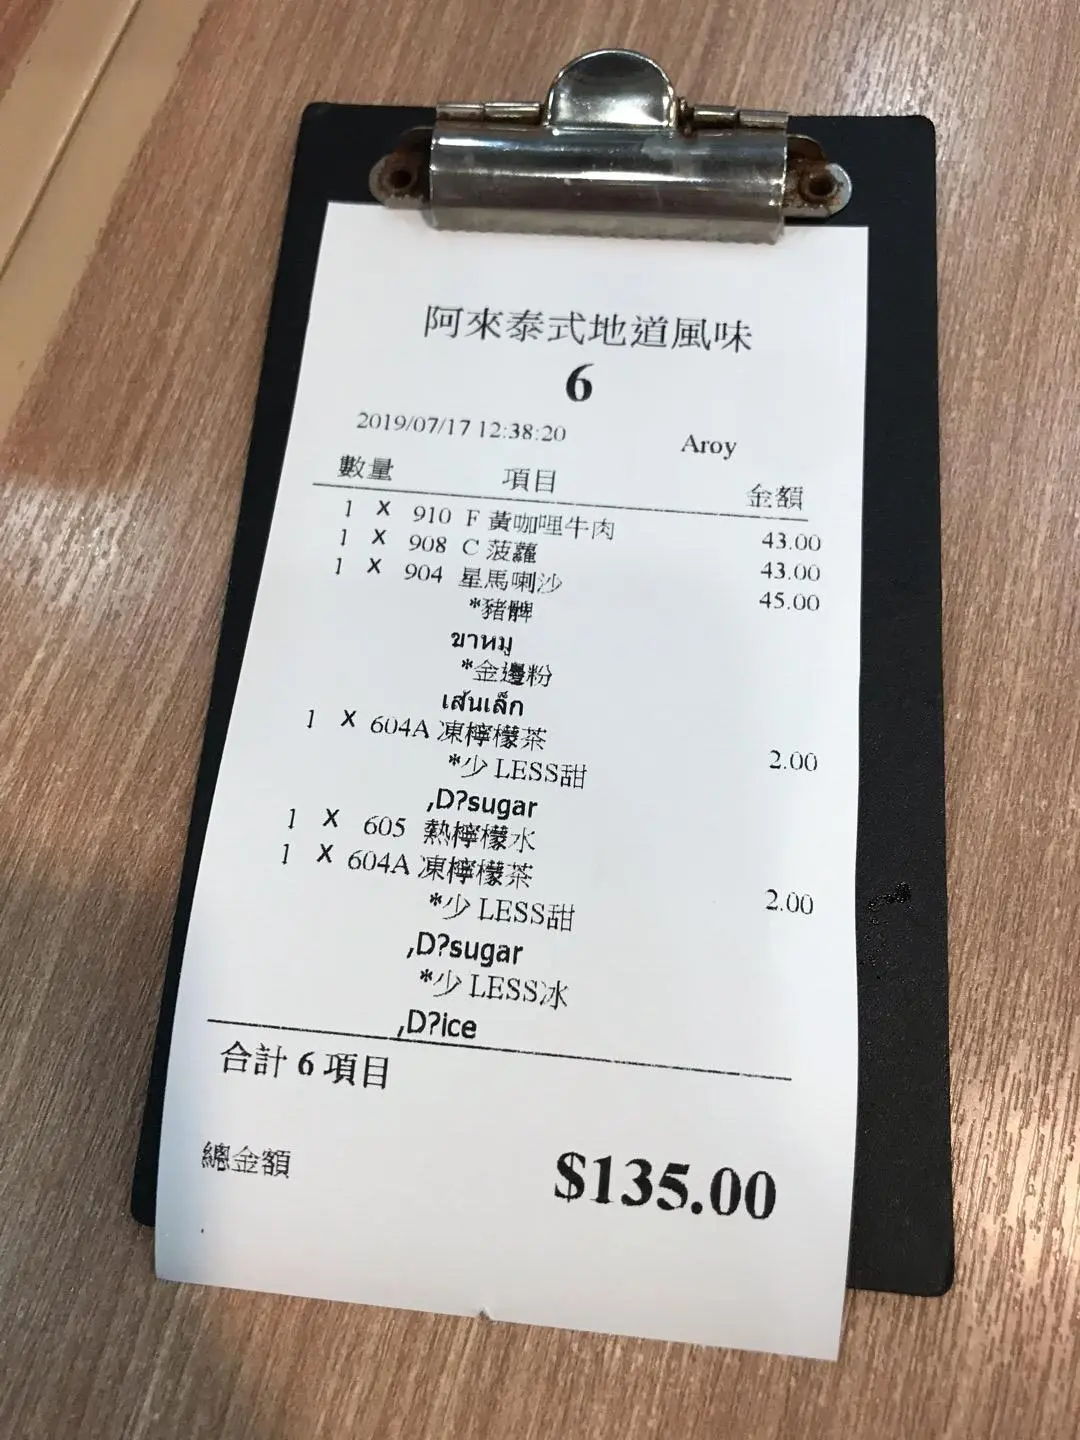 阿來泰式地道風味
6
2019/07/17 12:38:20 Aroy
數量 項目 金額
1 X 910 F 黃咖哩牛肉 43.00
1 X 908 C 菠蘿 43.00
1 X 904 星馬喇沙 45.00
*豬髀
ขาหมู
*金邊粉
เส้นเล็ก
1 X 604A 凍檸檬茶 2.00
*少 LESS甜
,D?sugar
1 X 605 熱檸檬水
1 X 604A 凍檸檬茶 2.00
*少 LESS甜
,D?sugar
*少 LESS冰
,D?ice
合計 6 項目
總金額 $135.00